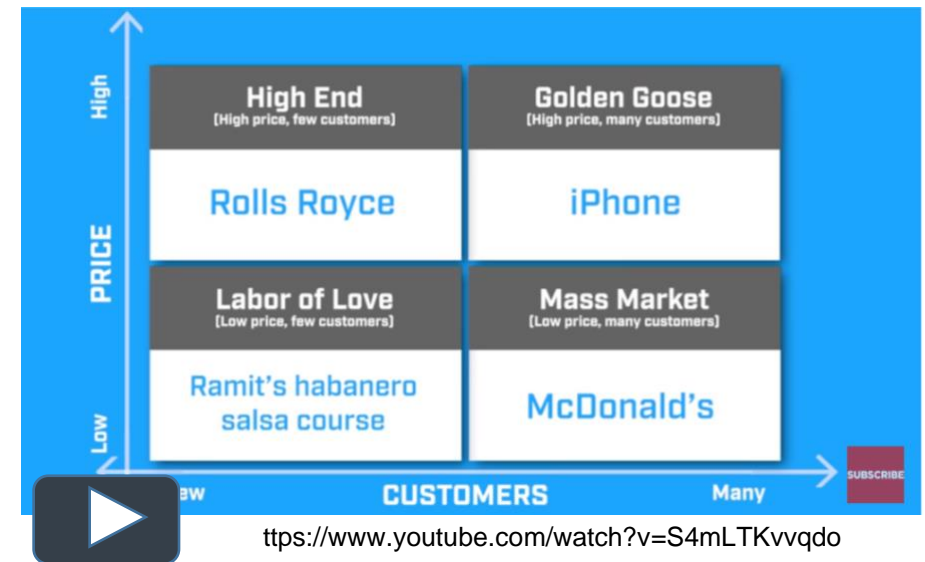 High
High End
(High price, few customers)
Rolls Royce
Golden Goose
(High price, many customers)
iPhone
PRICE
Labor of Love
(Low price, few customers)
Ramit's habanero
salsa course
Mass Market
(Low price, many customers)
McDonald's
Low
ew
CUSTOMERS
Many
SUBSCRIBE
ttps://www.youtube.com/watch?v=S4mLTKvvqdo